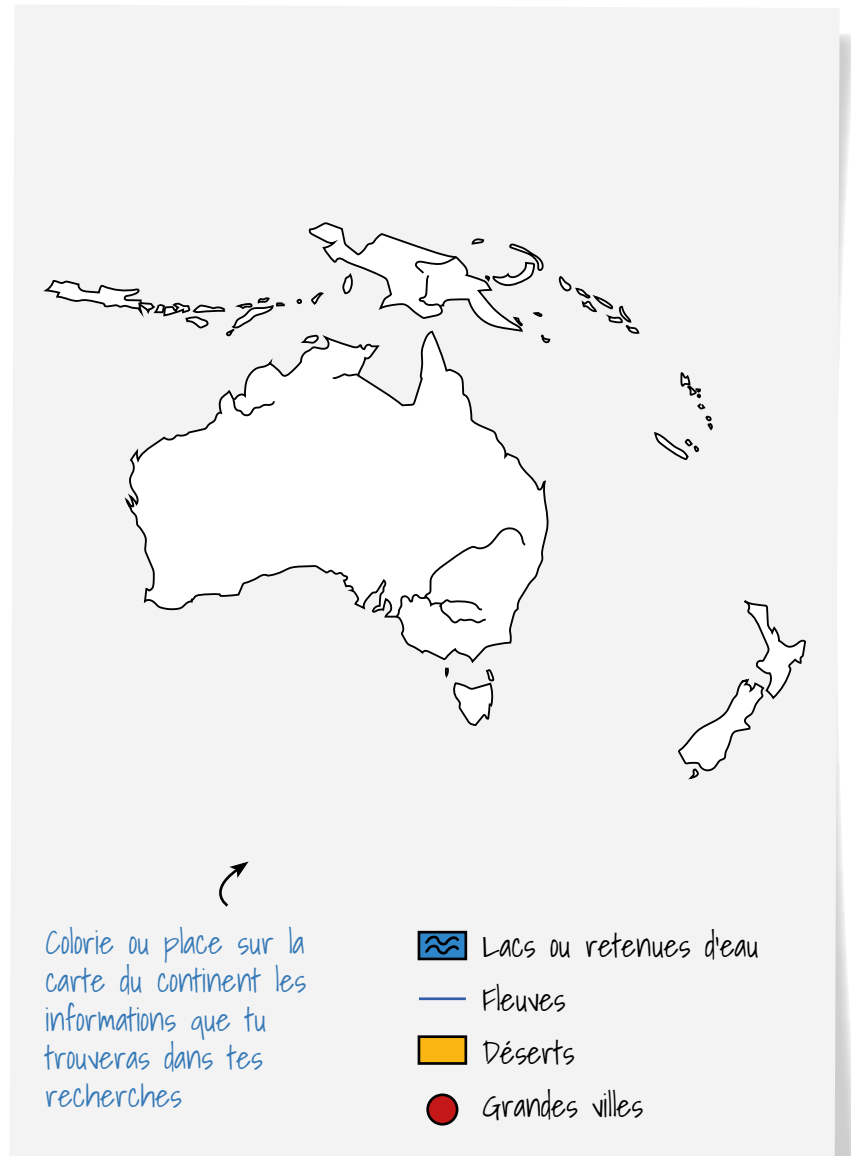 Colorie ou place sur la
carte du continent les
informations que tu
trouveras dans tes
recherches
Lacs ou retenues d'eau
Fleuves
Déserts
Grandes villes